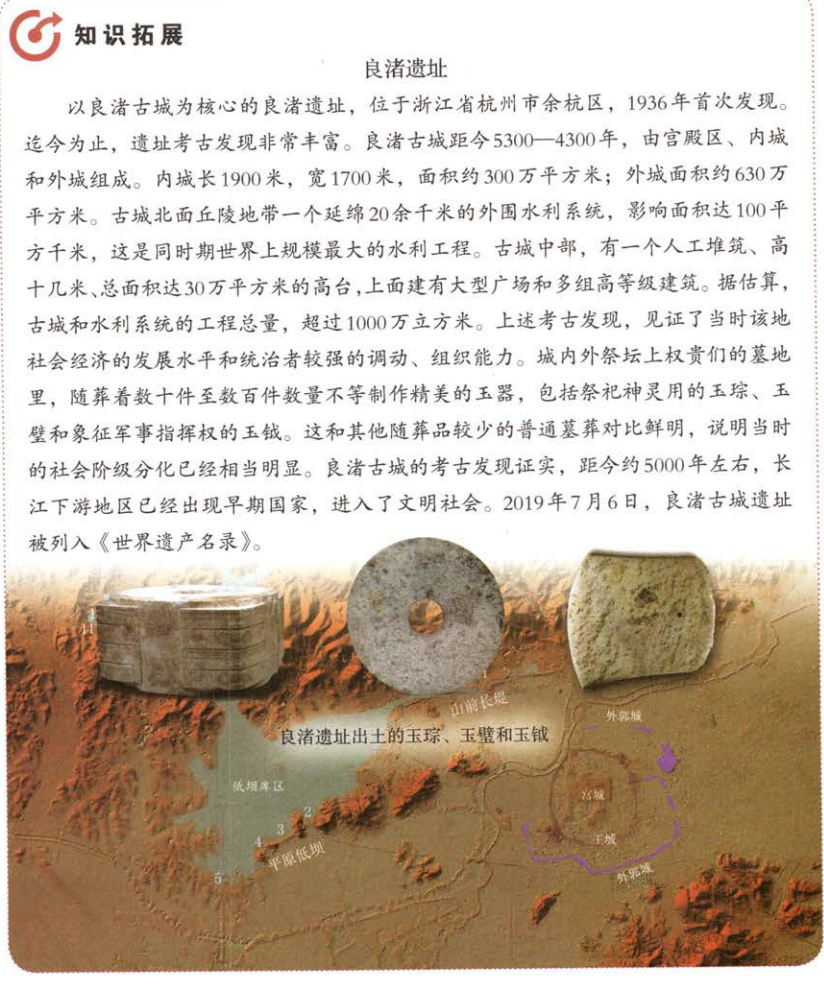 知识拓展
良渚遗址
以良渚古城为核心的良渚遗址，位于浙江省杭州市余杭区，1936年首次发现。
迄今为止，遗址考古发现非常丰富。良渚古城距今5300—4300年，由宫殿区、内城
和外城组成。内城长1900米，宽1700米，面积约300万平方米；外城面积约630万
平方米。古城北面丘陵地带一个延绵20余千米的外围水利系统，影响面积达100平
方千米，这是同时期世界上规模最大的水利工程。古城中部，有一个人工堆筑、高
十几米、总面积达30万平方米的高台，上面建有大型广场和多组高等级建筑。据估算，
古城和水利系统的工程总量，超过1000万立方米。上述考古发现，见证了当时该地
社会经济的发展水平和统治者较强的调动、组织能力。城内外祭坛上权贵们的墓地
里，随葬着数十件至数百件数量不等制作精美的玉器，包括祭祀神灵用的玉琮、玉
璧和象征军事指挥权的玉钺。这和其他随葬品较少的普通墓葬对比鲜明，说明当时
的社会阶级分化已经相当明显。良渚古城的考古发现证实，距今约5000年左右，长
江下游地区已经出现早期国家，进入了文明社会。2019年7月6日，良渚古城遗址
被列入《世界遗产名录》。
11
1
山前长堤
外郭城
良渚遗址出土的玉琮、玉璧和玉钺
低坝库区
宫城
2
3
4
王城
平原低坝
5
外郭城